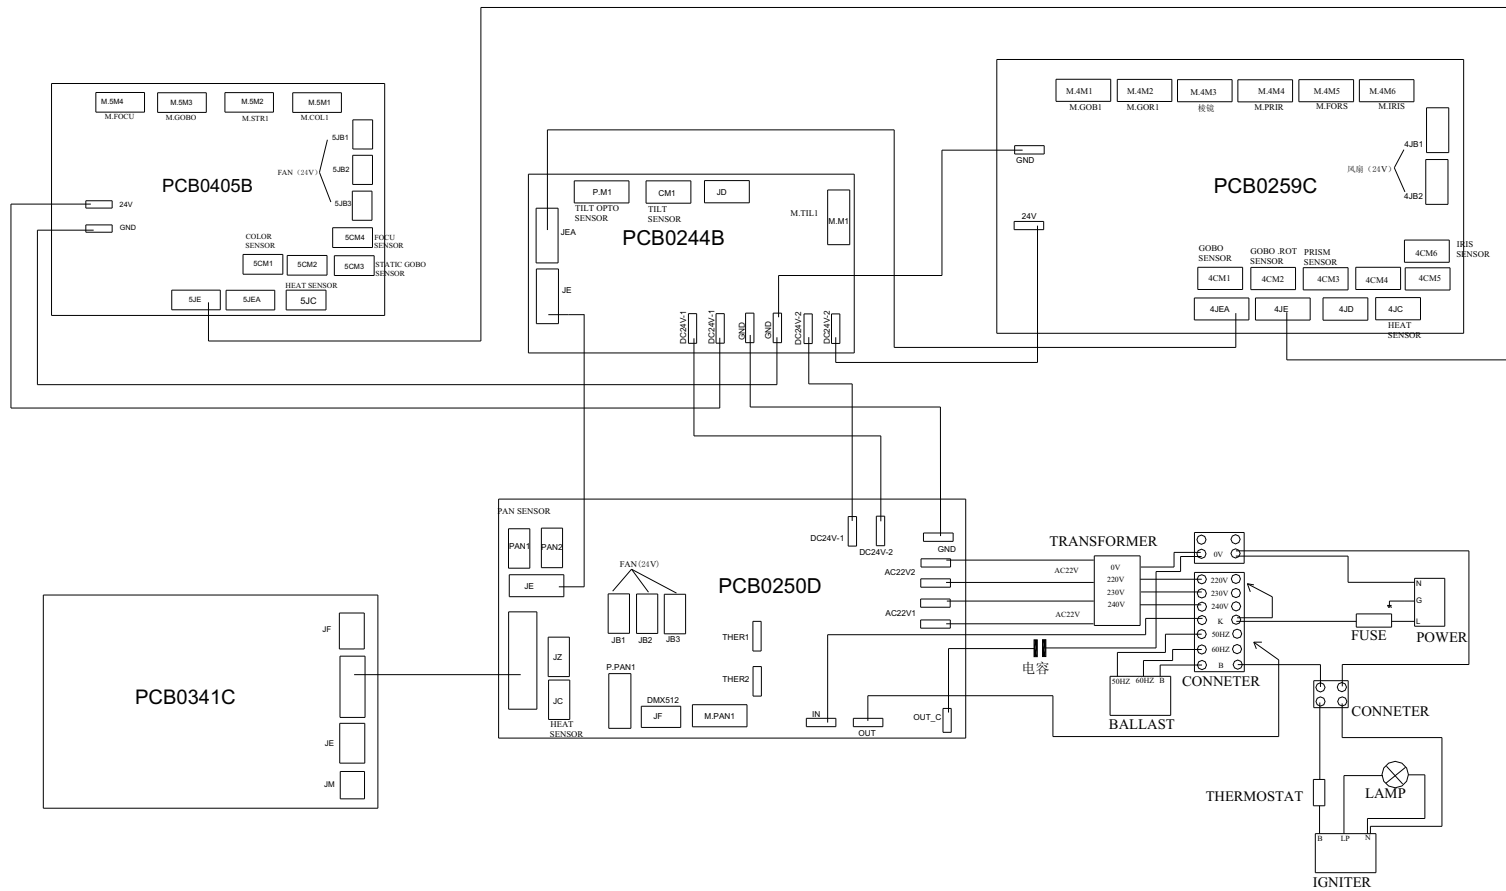 M.5M4
M.5M3
M.5M2
M.5M1
M.FOCU
M.GOBO
M.STR1
M.COL1
5JB1
5JB2
5JB3
FAN（24V）
PCB0405B
24V
GND
COLOR
SENSOR
5CM4
FOCU
SENSOR
5CM1
5CM2
5CM3
STATIC GOBO
SENSOR
HEAT SENSOR
5JE
5JEA
5JC
P.M1
CM1
JD
TILT OPTO
SENSOR
TILT
SENSOR
M.TIL1
M.M1
JEA
PCB0244B
JE
DC24V-1
DC24V-1
GND
GND
DC24V-2
DC24V-2
M.4M1
M.4M2
M.4M3
M.4M4
M.4M5
M.4M6
M.GOB1
M.GOR1
棱镜
M.PRIR
M.FORS
M.IRIS
GND
4JB1
风扇（24V）
4JB2
PCB0259C
24V
GOBO
SENSOR
GOBO .ROT
SENSOR
PRISM
SENSOR
4CM6
IRIS
SENSOR
4CM1
4CM2
4CM3
4CM4
4CM5
4JEA
4JE
4JD
4JC
HEAT
SENSOR
PAN SENSOR
PAN1
PAN2
JE
FAN(24V)
JB1
JB2
JB3
PCB0250D
DC24V-1
DC24V-2
GND
AC22V2
AC22V1
THER1
THER2
JZ
JC
HEAT
SENSOR
P.PAN1
DMX512
JF
M.PAN1
IN
OUT
OUT_C
JF
PCB0341C
JE
JM
TRANSFORMER
AC22V
AC22V
0V
220V
230V
240V
0V
220V
230V
240V
K
50HZ
60HZ
B
CONNETER
电容
50HZ
60HZ
B
BALLAST
N
G
L
FUSE
POWER
CONNETER
THERMOSTAT
LAMP
B
LP
N
IGNITER